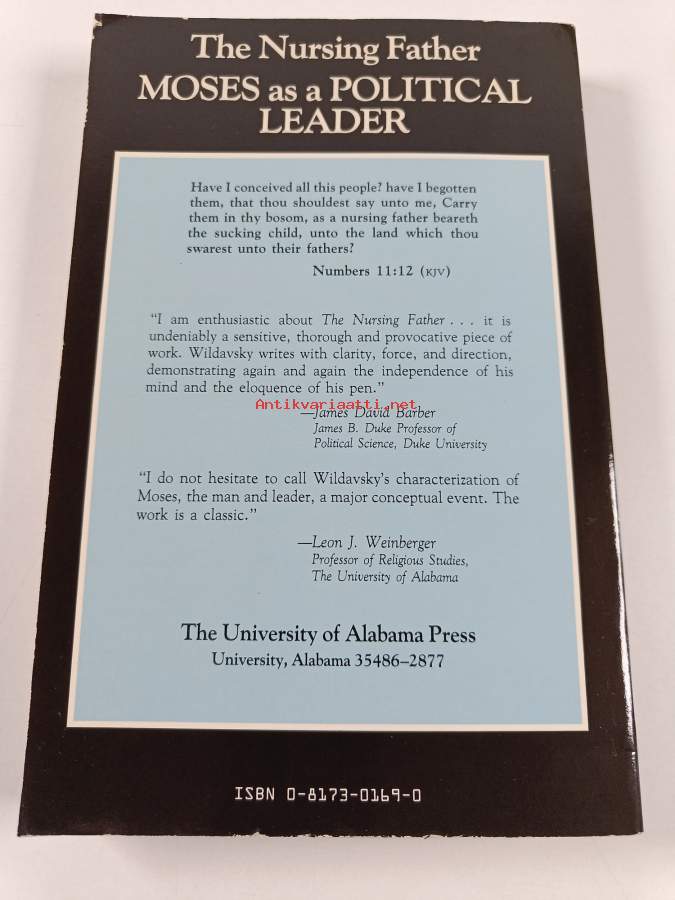 The Nursing Father
MOSES as a POLITICAL
LEADER
Have I conceived all this people? have I begotten
them, that thou shouldest say unto me, Carry
them in thy bosom, as a nursing father beareth
the sucking child, unto the land which thou
swarest unto their fathers?
Numbers 11:12 (KJV)
“I am enthusiastic about The Nursing Father . . . it is
undeniably a sensitive, thorough and provocative piece of
work. Wildavsky writes with clarity, force, and direction,
demonstrating again and again the independence of his
mind and the eloquence of his pen.”
Antikvariaatti.net
—James David Barber
James B. Duke Professor of
Political Science, Duke University
“I do not hesitate to call Wildavsky’s characterization of
Moses, the man and leader, a major conceptual event. The
work is a classic.”
—Leon J. Weinberger
Professor of Religious Studies,
The University of Alabama
The University of Alabama Press
University, Alabama 35486–2877
ISBN 0-8173-0169-0